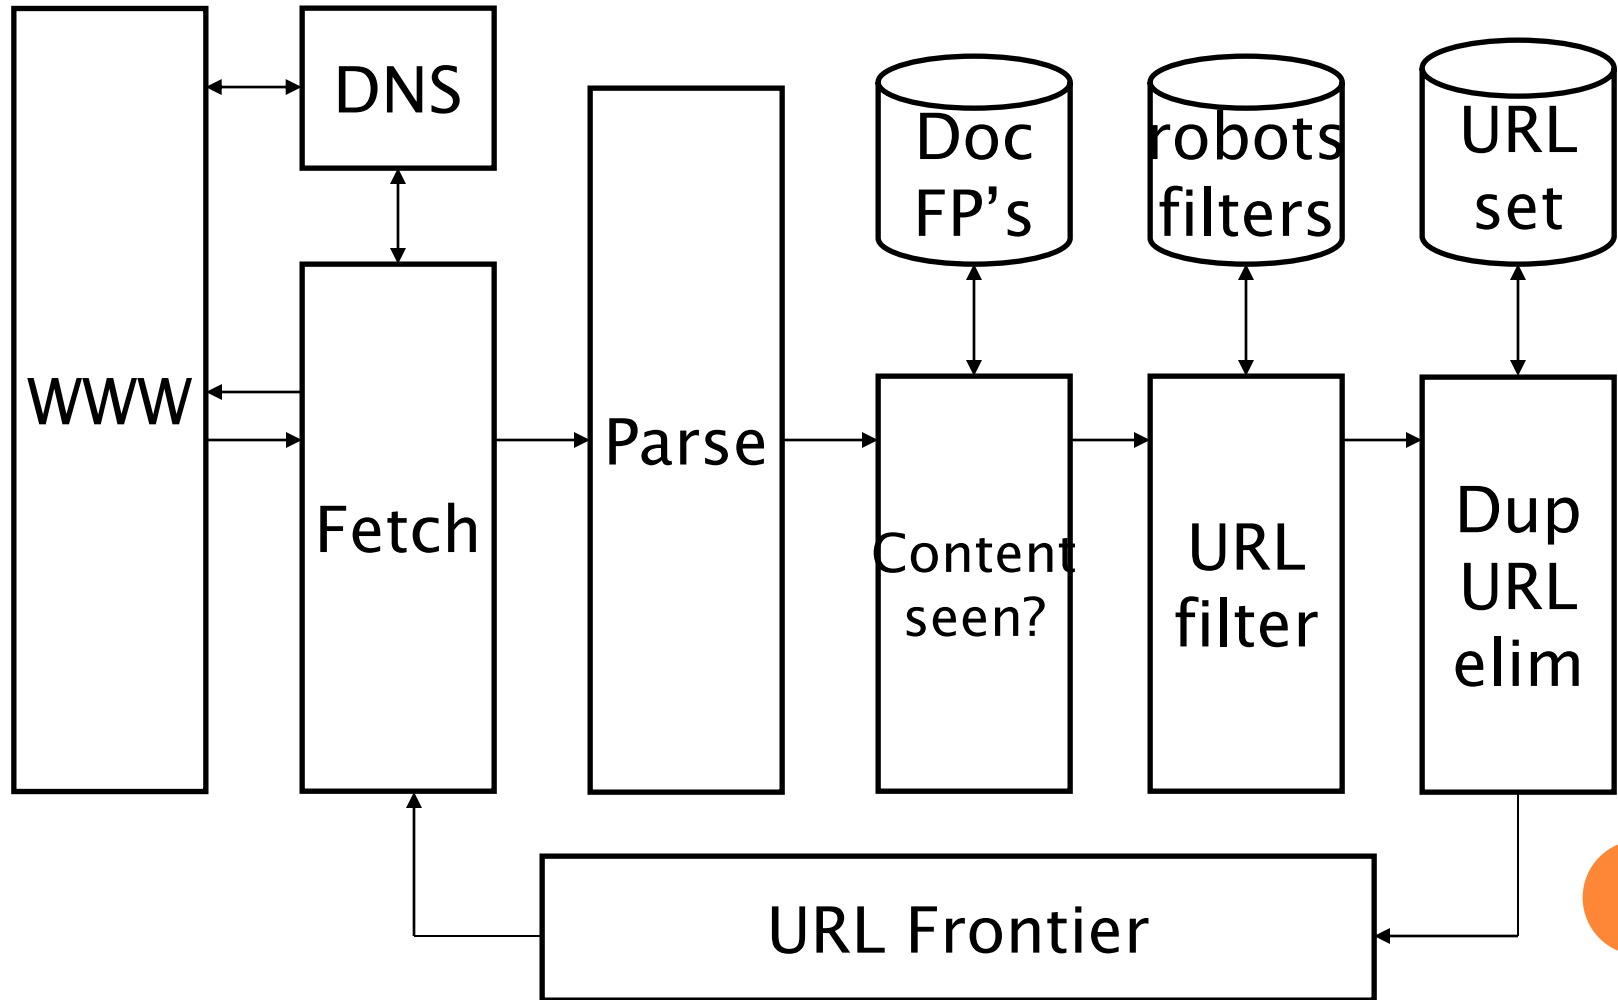 WWW
DNS
Fetch
Parse
Doc
FP’s
Content
seen?
robots
filters
URL
filter
URL
set
Dup
URL
elim
URL Frontier